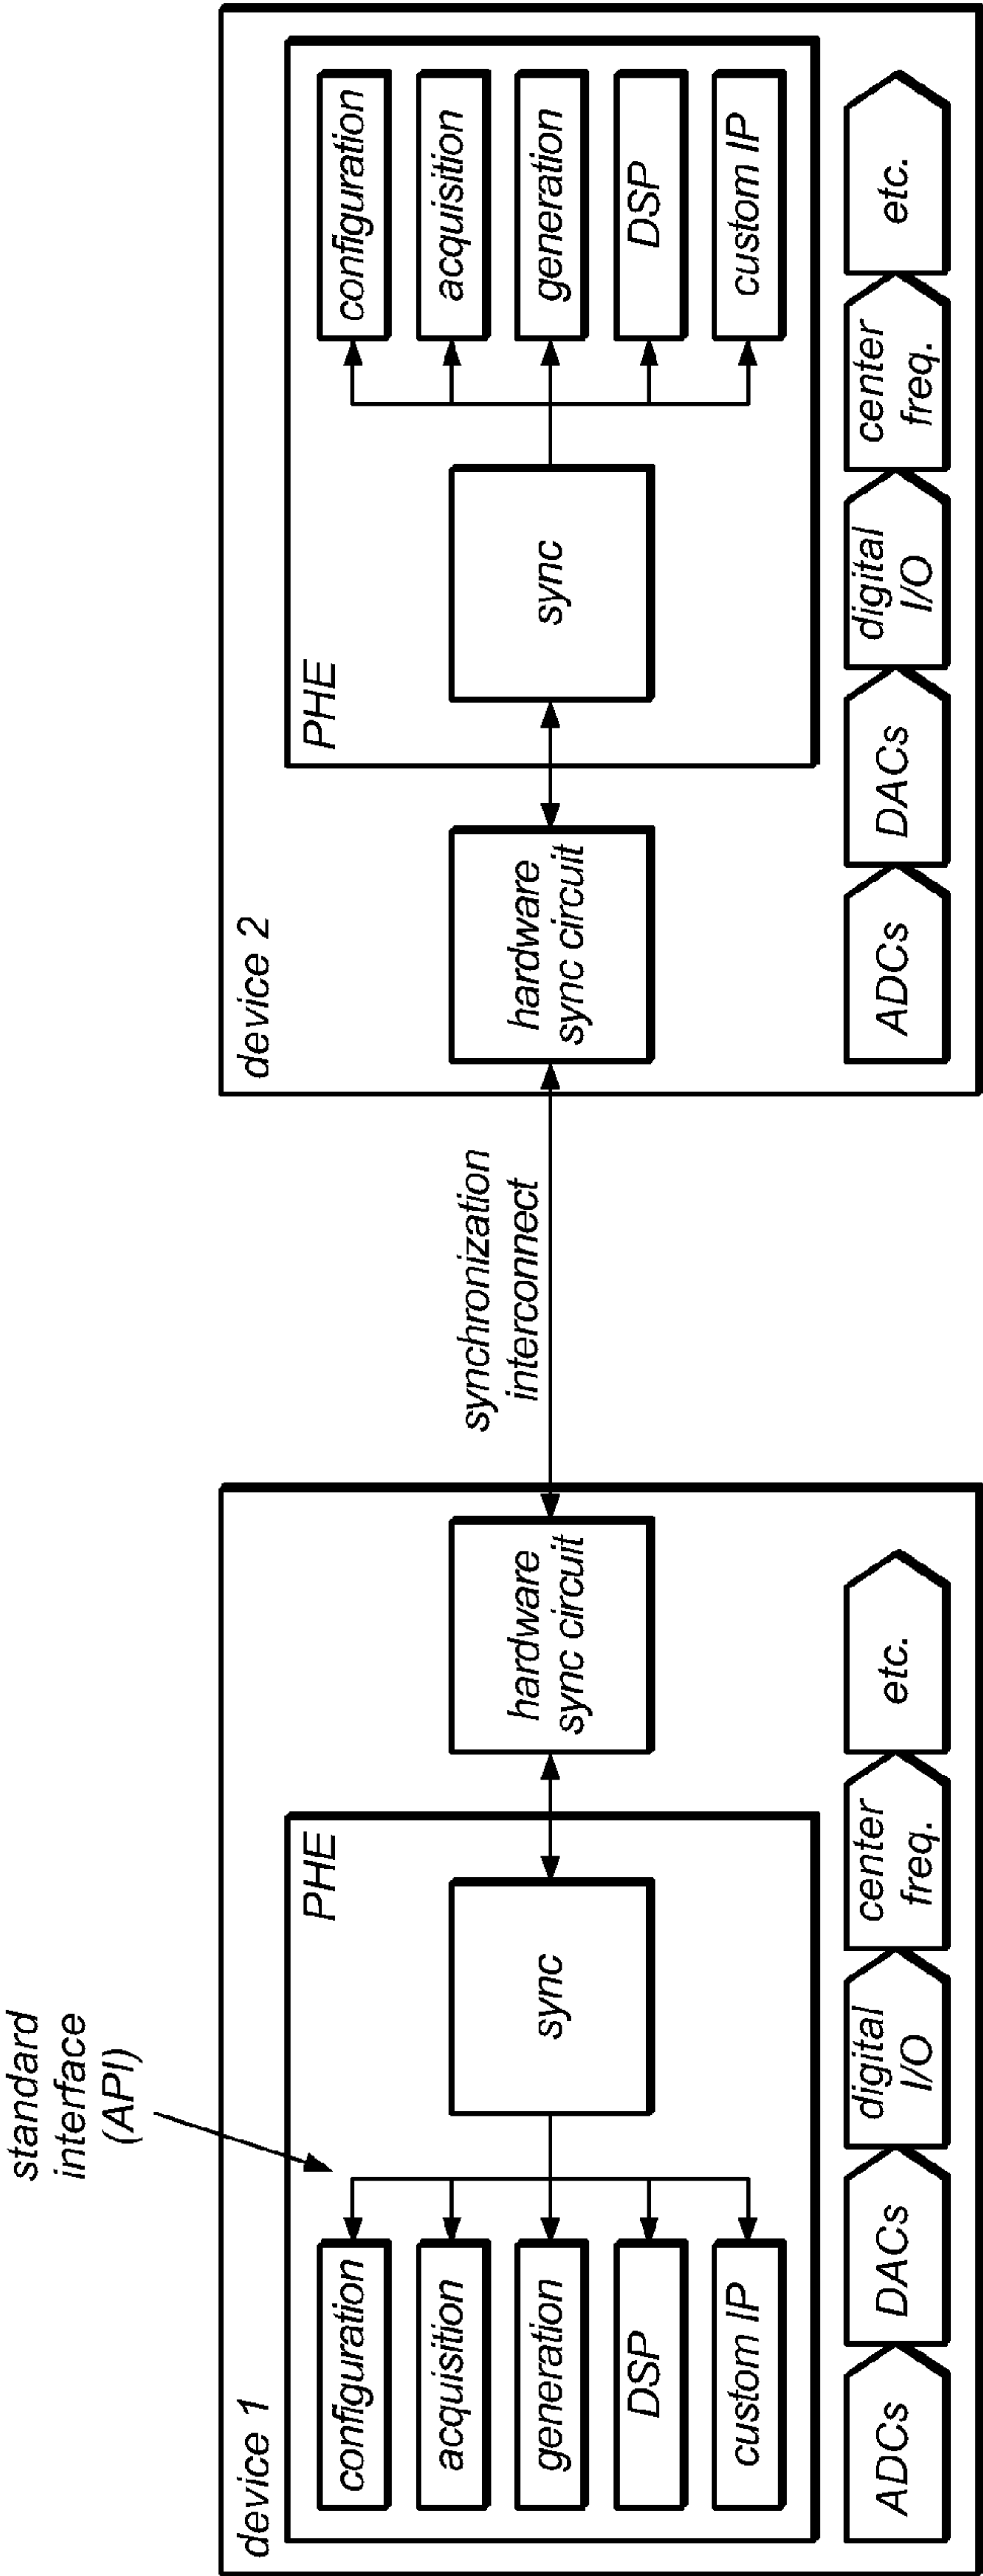 standard
interface
(API)
device 1
PHE
configuration
acquisition
generation
DSP
custom IP
sync
hardware
sync circuit
ADCs
DACs
digital
I/O
center
freq.
etc.
synchronization
interconnect
device 2
PHE
hardware
sync circuit
sync
configuration
acquisition
generation
DSP
custom IP
ADCs
DACs
digital
I/O
center
freq.
etc.